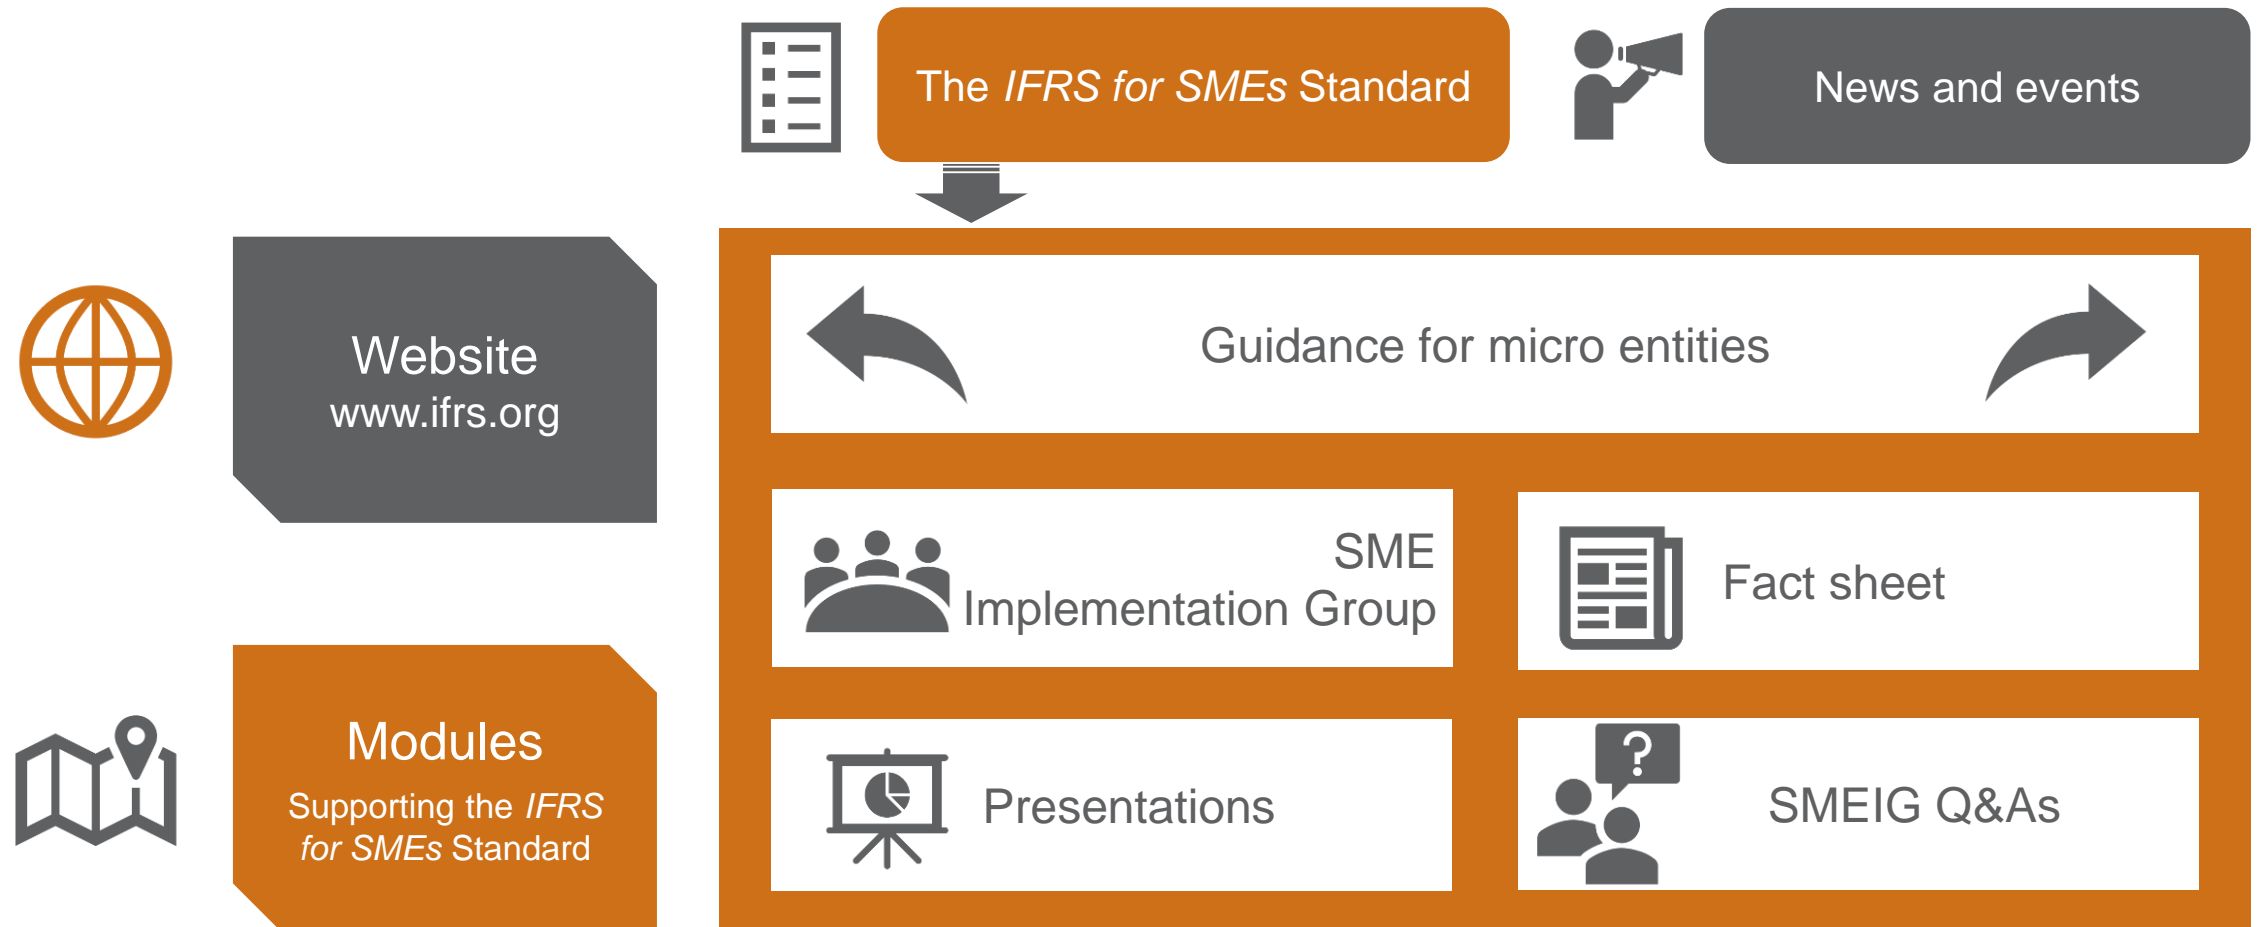 The IFRS for SMEs Standard
News and events
Website
www.ifrs.org
Guidance for micro entities
SME
Implementation Group
Fact sheet
Modules
Supporting the IFRS
for SMEs Standard
Presentations
?
SMEIG Q&As